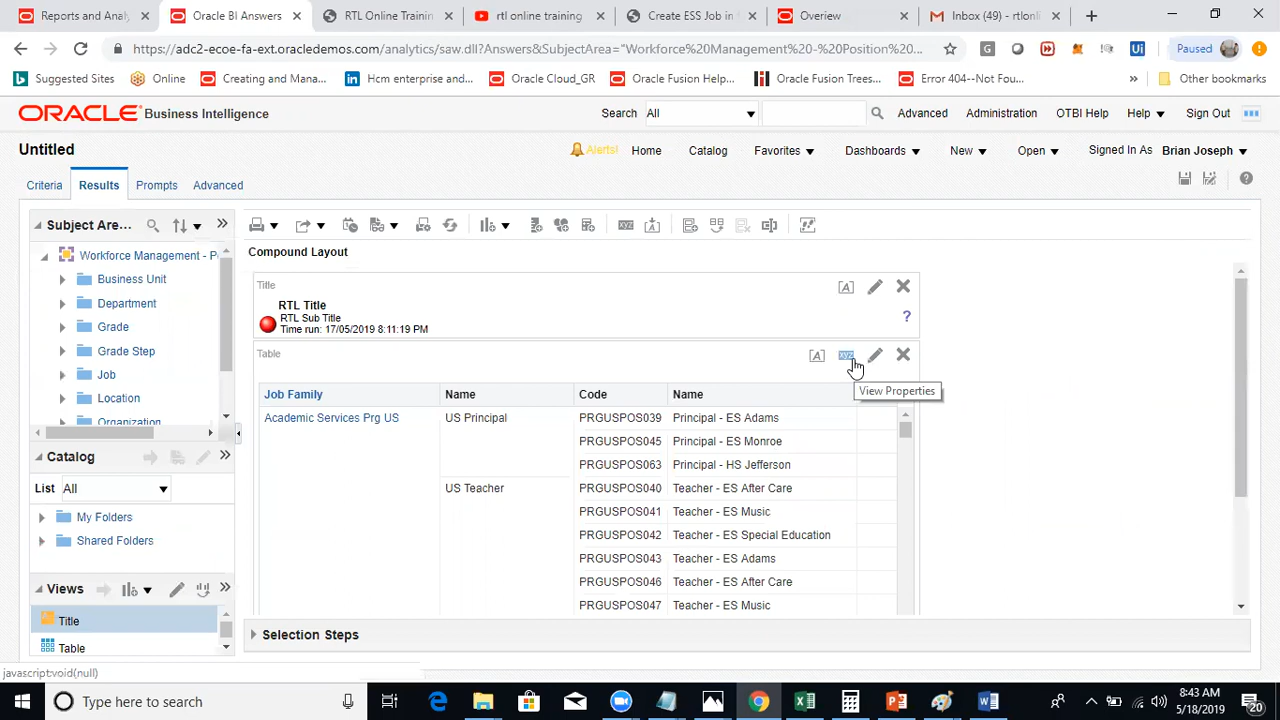 Reports and Analy
Oracle BI Answers
RTL Online Training
rtl online training
Create ESS Job in
Overiew
Inbox (49) - rtlonli
https://adc2-ecoe-fa-ext.oracledemos.com/analytics/saw.dll?Answers&SubjectArea="Workforce%20Management%20-%20Position%20...
Paused
Suggested Sites
Online
Creating and Mana...
Hcm enterprise and...
Oracle Cloud_GR
Oracle Fusion Help...
Oracle Fusion Trees...
Error 404--Not Fou...
»
Other bookmarks
ORACLE Business Intelligence
Search
All
Advanced
Administration
OTBI Help
Help
Sign Out
Untitled
Alerts!
Home
Catalog
Favorites
Dashboards
New
Open
Signed In As
Brian Joseph
Criteria
Results
Prompts
Advanced
Subject Are...
Workforce Management - P
Business Unit
Department
Grade
Grade Step
Job
Location
Organization
Catalog
List
All
My Folders
Shared Folders
Views
Title
Table
Compound Layout
Title
RTL Title
RTL Sub Title
Time run: 17/05/2019 8:11:19 PM
?
Table
View Properties
Job Family Name Code Name
Academic Services Prg US US Principal PRGUSPOS039 Principal - ES Adams
PRGUSPOS045 Principal - ES Monroe
PRGUSPOS063 Principal - HS Jefferson
US Teacher PRGUSPOS040 Teacher - ES After Care
PRGUSPOS041 Teacher - ES Music
PRGUSPOS042 Teacher - ES Special Education
PRGUSPOS043 Teacher - ES Adams
PRGUSPOS046 Teacher - ES After Care
PRGUSPOS047 Teacher - ES Music
Selection Steps
javascript:void(null)
Type here to search
8:43 AM
5/18/2019
20